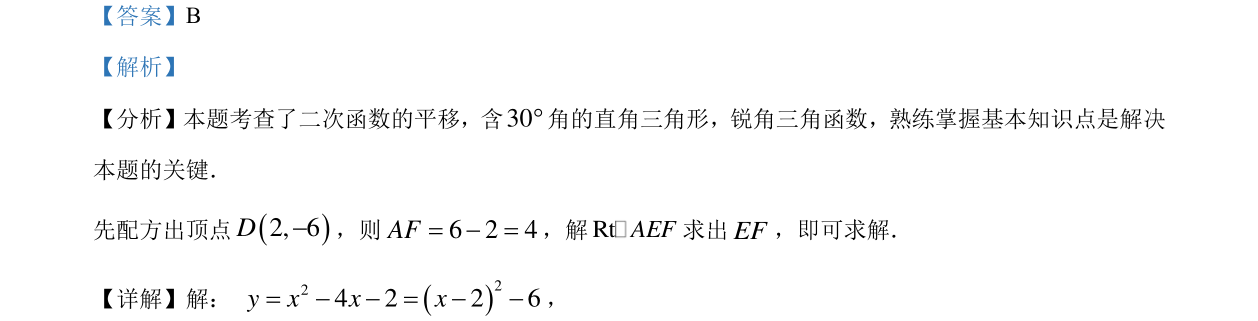 【答案】B
【解析】
【分析】本题考查了二次函数的平移，含30°角的直角三角形，锐角三角函数，熟练掌握基本知识点是解决
本题的关键．
先配方出顶点D(2,−6)，则AF=6−2=4，解Rt□AEF求出EF，即可求解．
【详解】解： y=x²−4x−2=(x−2)²−6，